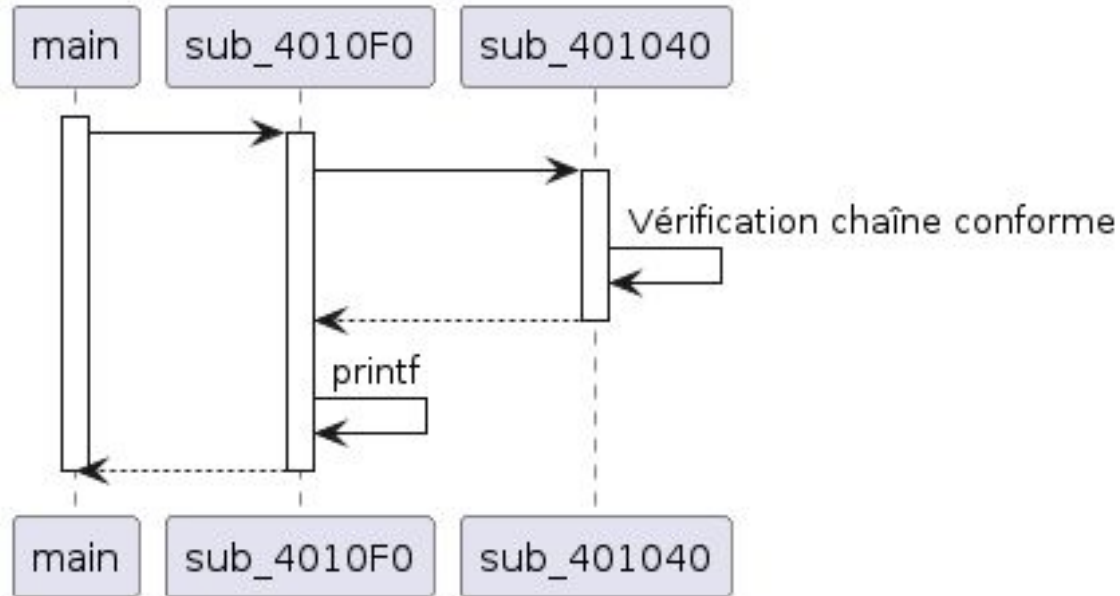 main
sub_4010F0
sub_401040
Vérification chaîne conforme
printf
main
sub_4010F0
sub_401040